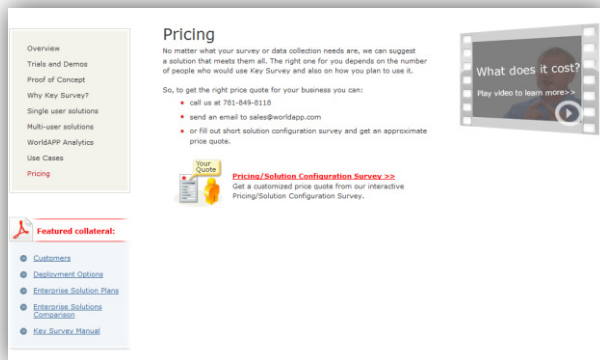 Overview
Trials and Demos
Proof of Concept
Why Key Survey?
Single user solutions
Multi-user solutions
WorldAPP Analytics
Use Cases
Pricing
Featured collateral:
Customers
Deployment Options
Enterprise Solution Plans
Enterprise Solutions
Comparison
Key Survey Manual
Pricing
No matter what your survey or data collection needs are, we can suggest
a solution that meets them all. The right one for you depends on the number
of people who would use Key Survey and also on how you plan to use it.
So, to get the right price quote for your business you can:
call us at 781-849-8118
send an email to sales@worldapp.com
or fill out short solution configuration survey and get an approximate
price quote.
Your
Quote
Pricing/Solution Configuration Survey >>
Get a customized price quote from our interactive
Pricing/Solution Configuration Survey.
What does it cost?
Play video to learn more>>